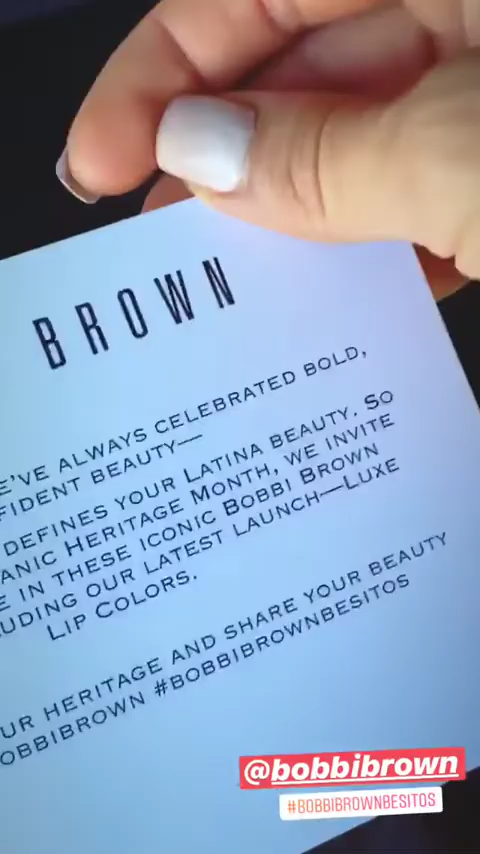 BROWN
E'VE ALWAYS CELEBRATED BOLD,
FIDENT BEAUTY—
DEFINES YOUR LATINA BEAUTY. SO
ANIC HERITAGE MONTH, WE INVITE
E IN THESE ICONIC BOBBI BROWN
UDING OUR LATEST LAUNCH—LUXE
LIP COLORS.
UR HERITAGE AND SHARE YOUR BEAUTY
OBBIBROWN #BOBBIBROWNBESITOS
@bobbibrown
#BOBBIBROWNBESITOS